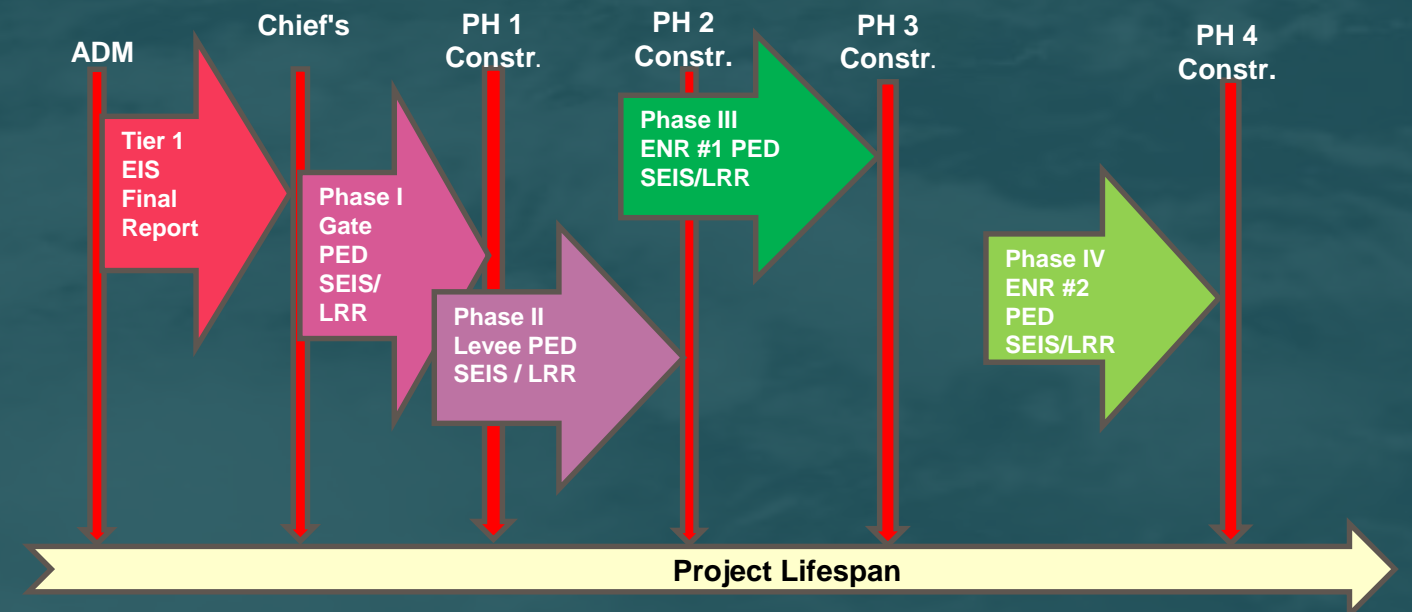 ADM
Chief's
PH 1
Constr.
PH 2
Constr.
PH 3
Constr.
PH 4
Constr.
Tier 1
EIS
Final
Report
Phase I
Gate
PED
SEIS/
LRR
Phase II
Levee PED
SEIS / LRR
Phase III
ENR #1 PED
SEIS/LRR
Phase IV
ENR #2
PED
SEIS/LRR
Project Lifespan